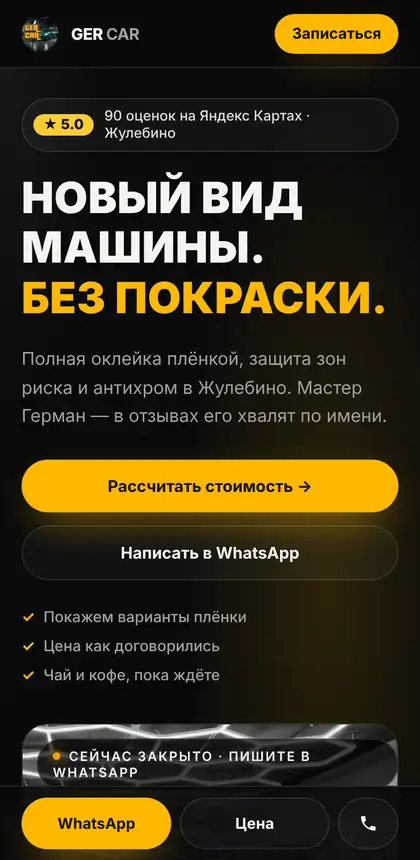 GER CAR
Записаться
★ 5.0
90 оценок на Яндекс Картах ·
Жулебино
НОВЫЙ ВИД
МАШИНЫ.
БЕЗ ПОКРАСКИ.
Полная оклейка плёнкой, защита зон
риска и антихром в Жулебино. Мастер
Герман — в отзывах его хвалят по имени.
Рассчитать стоимость →
Написать в WhatsApp
✓ Покажем варианты плёнки
✓ Цена как договорились
✓ Чай и кофе, пока ждёте
СЕЙЧАС ЗАКРЫТО · ПИШИТЕ В
WHATSAPP
WhatsApp
Цена